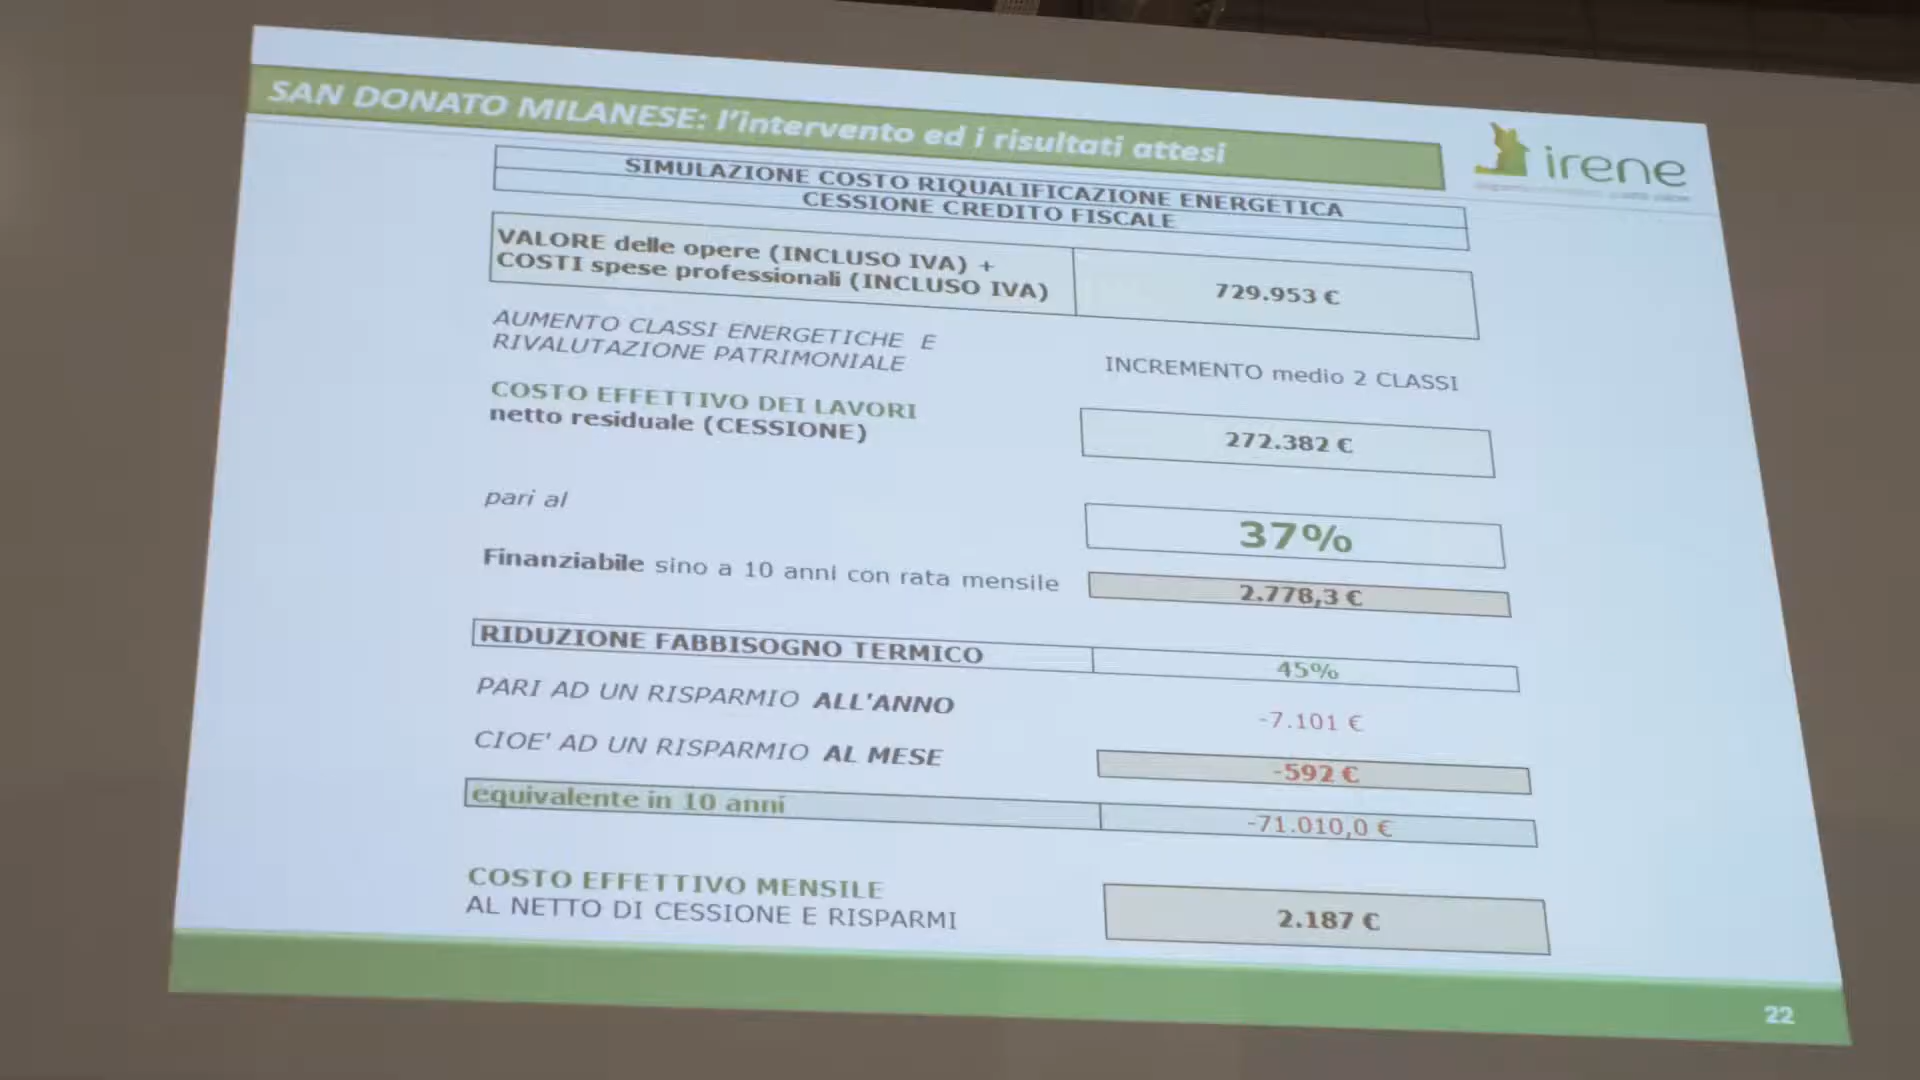 SAN DONATO MILANESE: l'intervento ed i risultati attesi
irene
SIMULAZIONE COSTO RIQUALIFICAZIONE ENERGETICA
CESSIONE CREDITO FISCALE
VALORE delle opere (INCLUSO IVA) +
COSTI spese professionali (INCLUSO IVA)
729.953 €
AUMENTO CLASSI ENERGETICHE E
RIVALUTAZIONE PATRIMONIALE
INCREMENTO medio 2 CLASSI
COSTO EFFETTIVO DEI LAVORI
netto residuale (CESSIONE)
272.382 €
pari al
37%
Finanziabile sino a 10 anni con rata mensile
2.778,3 €
RIDUZIONE FABBISOGNO TERMICO
45%
PARI AD UN RISPARMIO ALL'ANNO
-7.101 €
CIOE' AD UN RISPARMIO AL MESE
-592 €
equivalente in 10 anni
-71.010,0 €
COSTO EFFETTIVO MENSILE
AL NETTO DI CESSIONE E RISPARMI
2.187 €
22